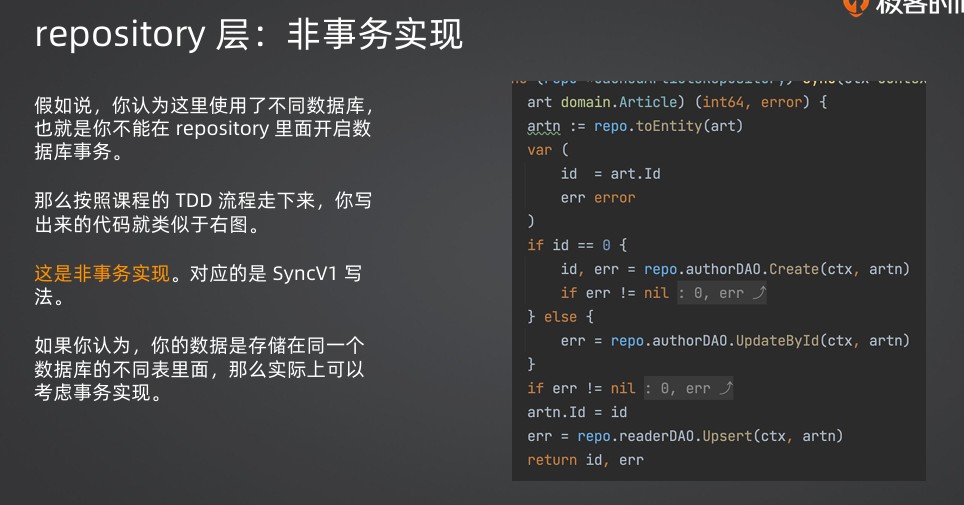 极客时间
repository 层：非事务实现
假如说，你认为这里使用了不同数据库，
也就是你不能在 repository 里面开启数
据库事务。
那么按照课程的 TDD 流程走下来，你写
出来的代码就类似于右图。
这是非事务实现。对应的是 SyncV1 写
法。
如果你认为，你的数据是存储在同一个
数据库的不同表里面，那么实际上可以
考虑事务实现。
art domain.Article) (int64, error) {
artn := repo.toEntity(art)
var (
id = art.Id
err error
)
if id == 0 {
id, err = repo.authorDAO.Create(ctx, artn)
if err != nil : 0, err ⤴
} else {
err = repo.authorDAO.UpdateById(ctx, artn)
}
if err != nil : 0, err ⤴
artn.Id = id
err = repo.readerDAO.Upsert(ctx, artn)
return id, err